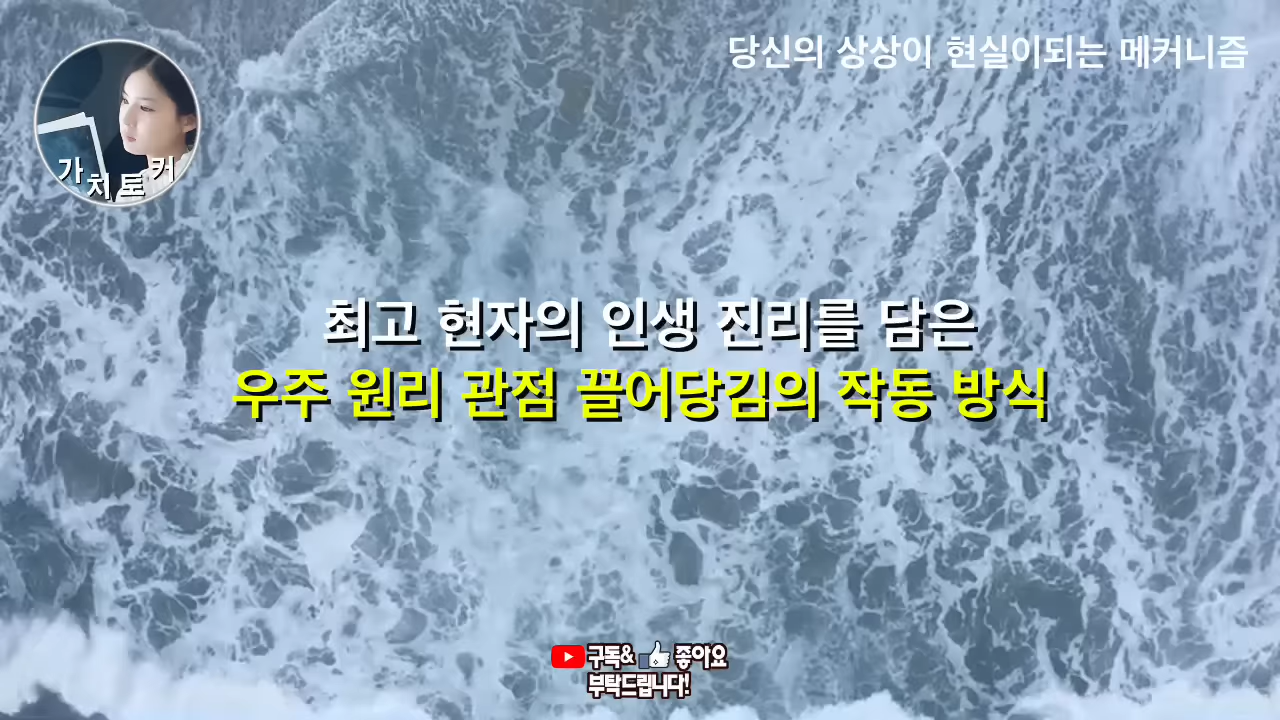 당신의 상상이 현실이되는 메커니즘
가치토커
최고 현자의 인생 진리를 담은
우주 원리 관점 끌어당김의 작동 방식
구독& 좋아요
부탁드립니다!